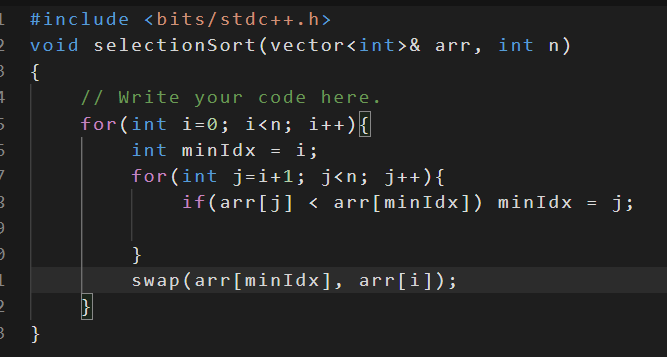 1 #include <bits/stdc++.h>
2 void selectionSort(vector<int>& arr, int n)
3 {
4 // Write your code here.
5 for(int i=0; i<n; i++){
6 int minIdx = i;
7 for(int j=i+1; j<n; j++){
8 if(arr[j] < arr[minIdx]) minIdx = j;
9
0 }
1 swap(arr[minIdx], arr[i]);
2 }
3 }